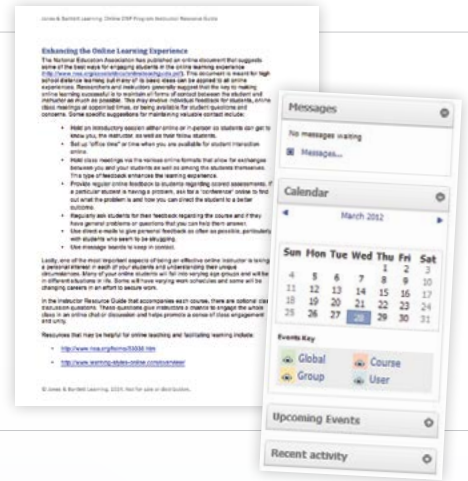 Jones & Bartlett Learning: Online OSP Program Instructor Resource Guide
Enhancing the Online Learning Experience
The National Education Association has published an online document that suggests
some of the best ways for engaging students in the online learning experience
This document is meant for high
school distance learning but many of its basic ideas can be applied to all online
experiences. Researchers and instructors generally suggest that the key to making
online learning successful is to maintain all forms of contact between the student and
instructor as much as possible. This may involve individual feedback for students, online
class meetings at appointed times, or being available for student questions and
concerns. Some specific suggestions for maintaining valuable contact include:
• Hold an introductory session either online or in person so students can get to
know you, the instructor, as well as their fellow students.
• Set up "office time" or time when you are available for student interaction
online.
• Hold class meetings via the various online formats that allow for exchanges
between you and your students as well as among the students themselves.
This type of feedback enhances the learning experience.
• Provide regular online feedback to students regarding scored assessments. If
a particular student is having a problem, ask for a "conference" online to find
out what the problem is and how you can direct the student to a better
outcome.
• Regularly ask students for their feedback regarding the course and if they
have general problems or questions that you can help them answer.
• Use direct e-mails to give personal feedback as often as possible, particularly
with students who seem to be struggling.
• Use message boards to keep in contact.
Lastly, one of the most important aspects of being an effective online instructor is taking
a personal interest in each of your students and understanding their unique
circumstances. Many of your online students will fall into varying age groups and will be
in different situations in life. Some will have varying work schedules and some will be
changing careers in an effort to secure work.
In the Instructor Resource Guide that accompanies each course, there are optional class
discussion questions. These questions give instructors a chance to engage the whole
class in an online chat or discussion and helps promote a sense of class engagement
and unity.
Resources that may be helpful for online teaching and facilitating learning include:
© Jones & Bartlett Learning, 2024. Not for sale or distribution.
Messages
No messages waiting
Messages...
Calendar
March 2012
Sun Mon Tue Wed Thu Fri Sat
1 2 3
4 5 6 7 8 9 10
11 12 13 14 15 16 17
18 19 20 21 22 23 24
25 26 27 28 29 30 31
Events Key
Global Course
Group User
Upcoming Events
Recent activity